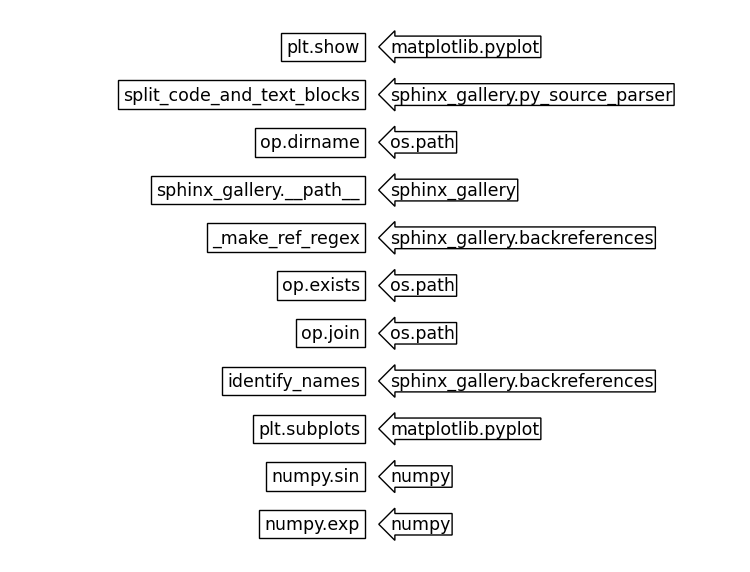 plt.show matplotlib.pyplot
split_code_and_text_blocks sphinx_gallery.py_source_parser
op.dirname os.path
sphinx_gallery.__path__ sphinx_gallery
_make_ref_regex sphinx_gallery.backreferences
op.exists os.path
op.join os.path
identify_names sphinx_gallery.backreferences
plt.subplots matplotlib.pyplot
numpy.sin numpy
numpy.exp numpy